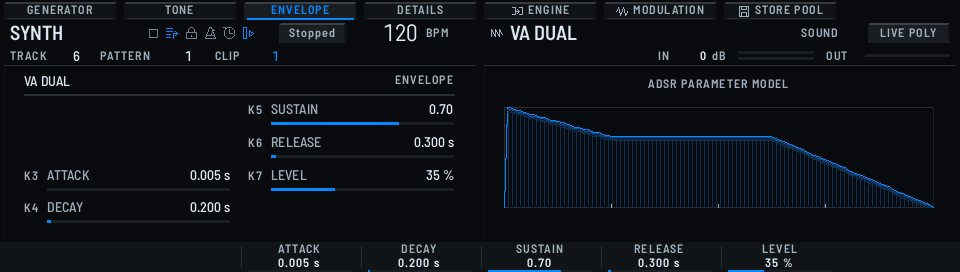 GENERATOR TONE ENVELOPE DETAILS ENGINE MODULATION STORE POOL
SYNTH Stopped 120 BPM VA DUAL SOUND LIVE POLY
TRACK 6 PATTERN 1 CLIP 1 IN 0 dB OUT
VA DUAL ENVELOPE ADSR PARAMETER MODEL
K5 SUSTAIN 0.70
K6 RELEASE 0.300 s
K3 ATTACK 0.005 s K7 LEVEL 35 %
K4 DECAY 0.200 s
ATTACK DECAY SUSTAIN RELEASE LEVEL
0.005 s 0.200 s 0.70 0.300 s 35 %